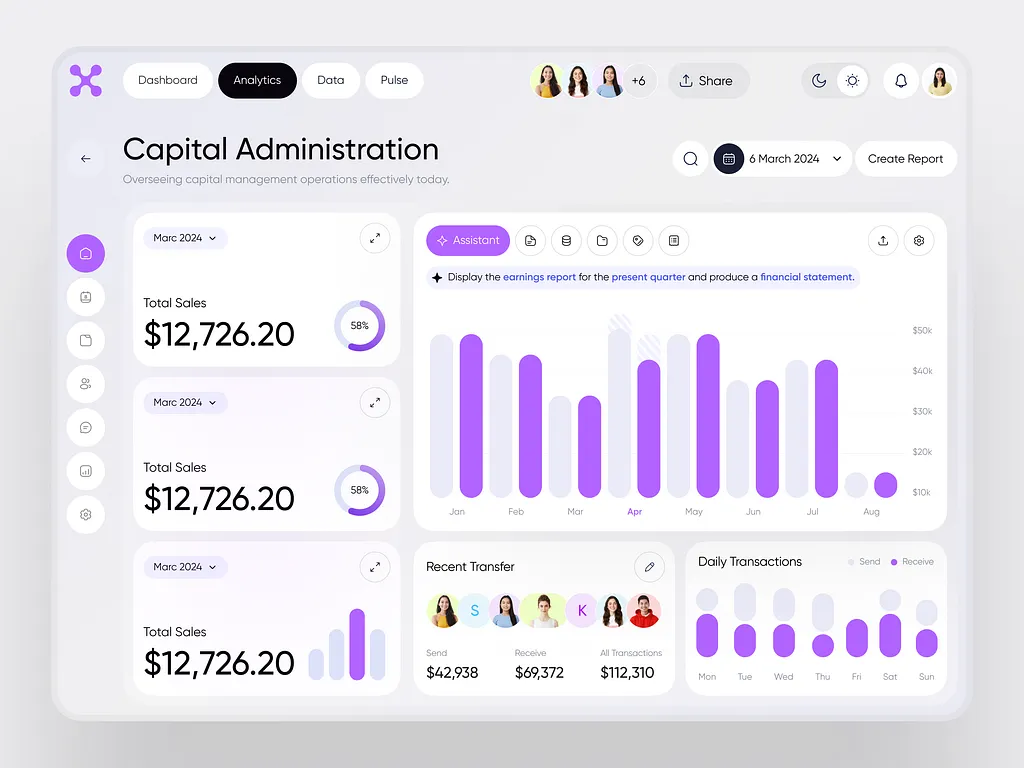 Dashboard
Analytics
Data
Pulse
+6
Share
Capital Administration
Overseeing capital management operations effectively today.
6 March 2024
Create Report
Marc 2024
Total Sales
$12,726.20
58%
Marc 2024
Total Sales
$12,726.20
58%
Marc 2024
Total Sales
$12,726.20
Assistant
Display the earnings report for the present quarter and produce a financial statement.
$50k
$40k
$30k
$20k
$10k
Jan
Feb
Mar
Apr
May
Jun
Jul
Aug
Recent Transfer
S
K
Send
Receive
All Transactions
$42,938
$69,372
$112,310
Daily Transactions
Send
Receive
Mon
Tue
Wed
Thu
Fri
Sat
Sun